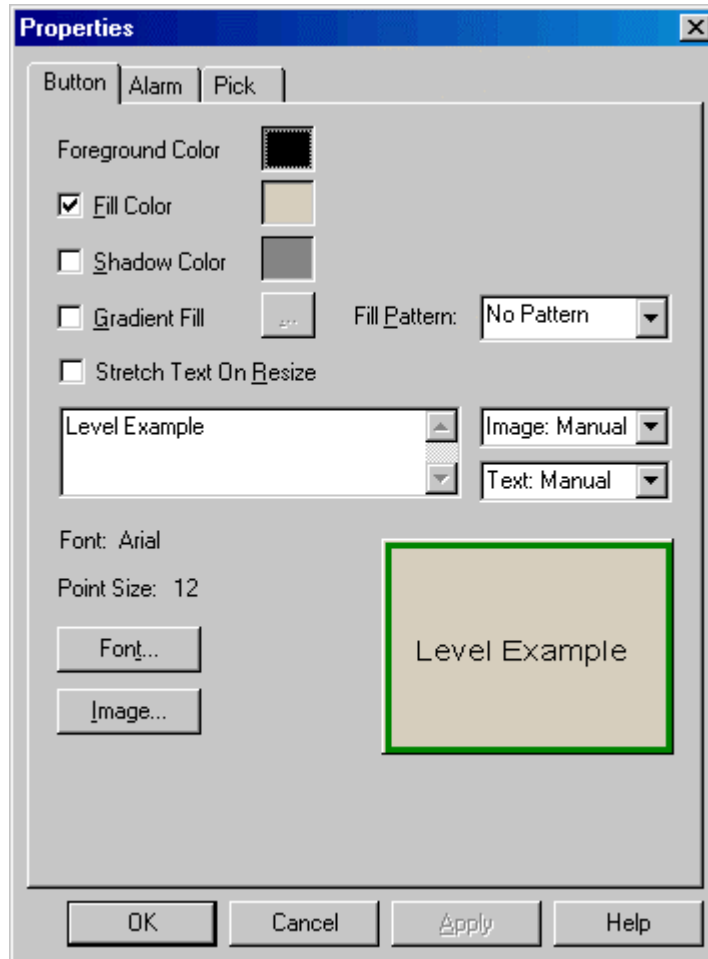 Properties
Button Alarm Pick
Foreground Color
Fill Color
Shadow Color
Gradient Fill ... Fill Pattern: No Pattern
Stretch Text On Resize
Level Example Image: Manual
Text: Manual
Font: Arial
Point Size: 12
Font...
Level Example
Image...
OK Cancel Apply Help